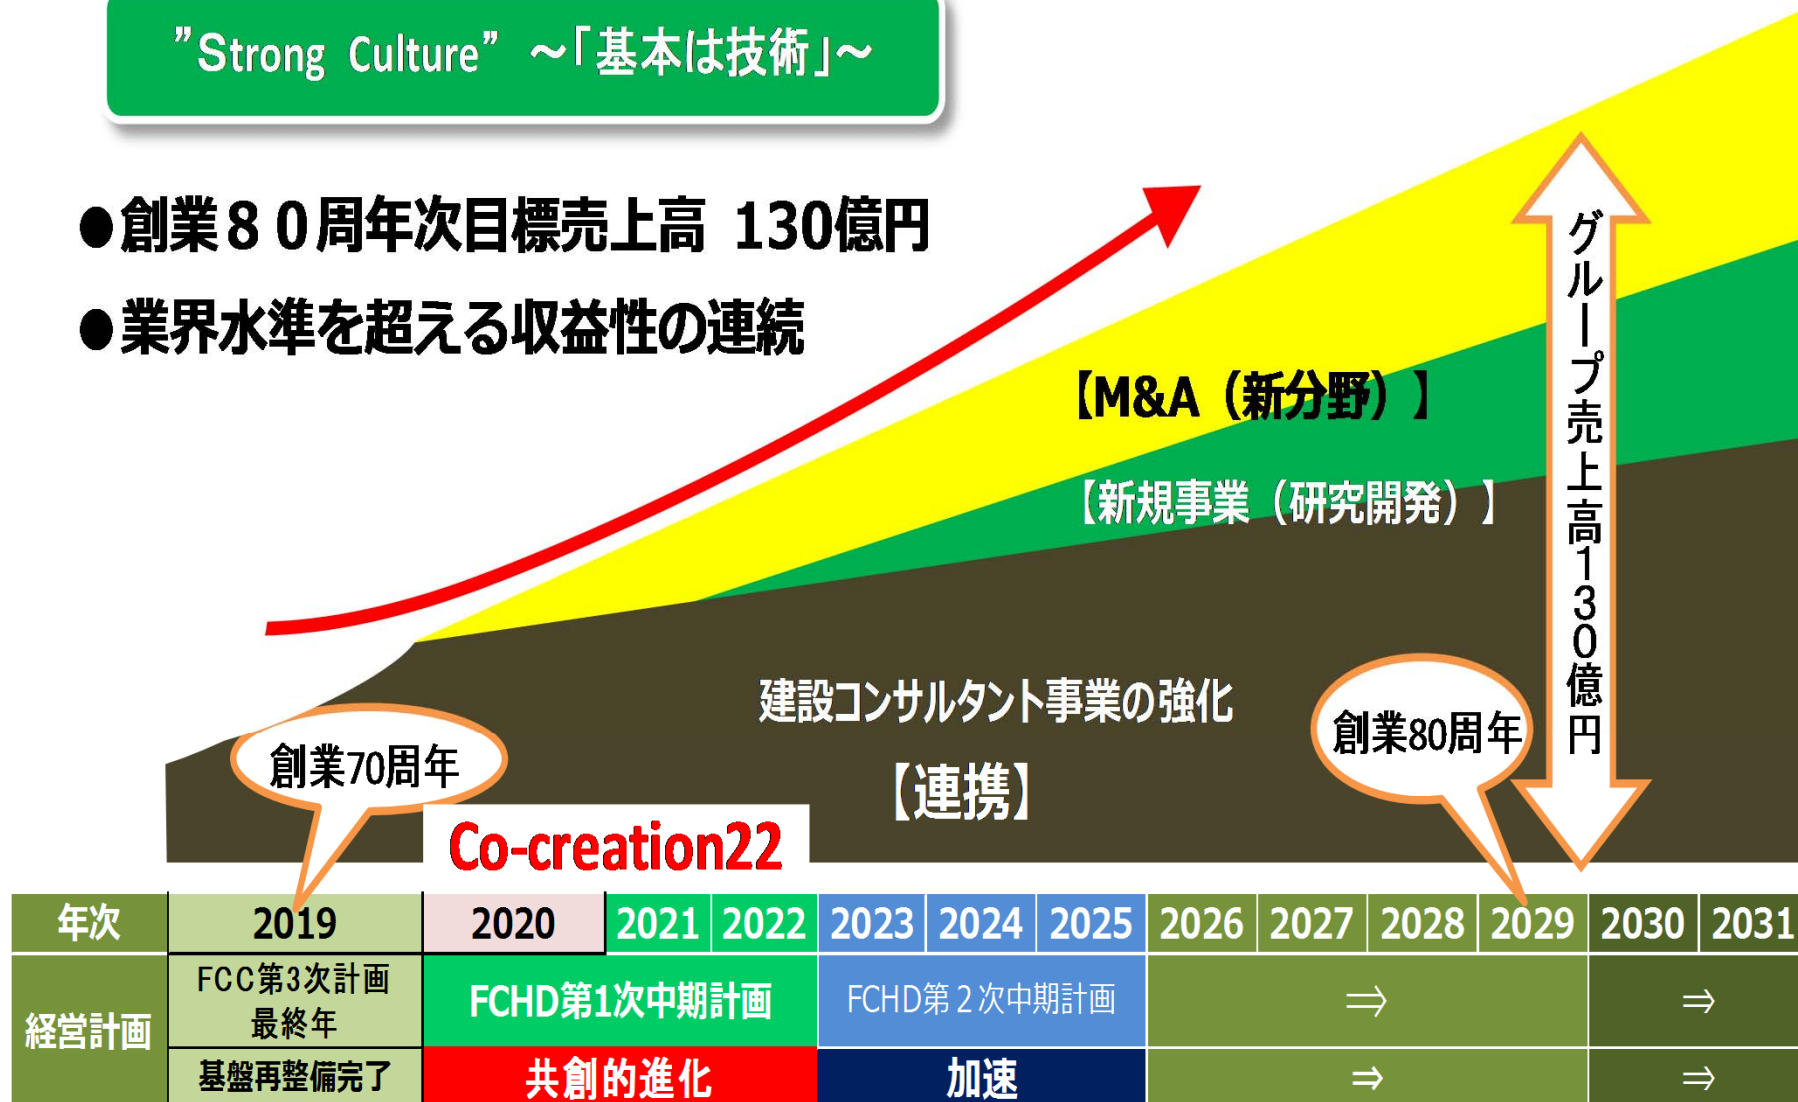 ”Strong Culture” ～「基本は技術」～
●創業８０周年次目標売上高 130億円
●業界水準を超える収益性の連続
【M&A（新分野）】
【新規事業（研究開発）】
グループ売上高130億円
建設コンサルタント事業の強化
【連携】
創業70周年
創業80周年
Co-creation22
年次 2019 2020 2021 2022 2023 2024 2025 2026 2027 2028 2029 2030 2031
経営計画
FCC第3次計画
最終年
FCHD第1次中期計画
FCHD第２次中期計画
⇒
⇒
基盤再整備完了
共創的進化
加速
⇒
⇒